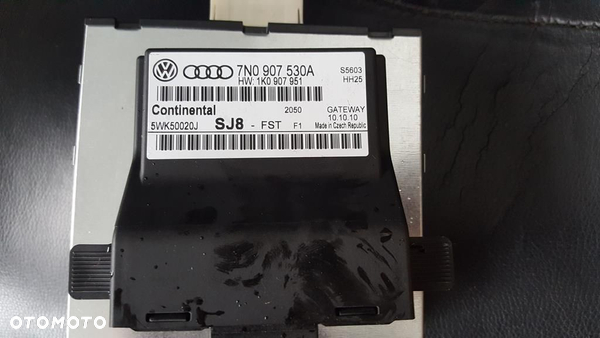 7N0 907 530A
HW: 1K0 907 951
S5603
HH25
Continental
2050
GATEWAY
10.10.10
5WK50020J
SJ8 - FST F1
Made in Czech Republic
OTOMOTO